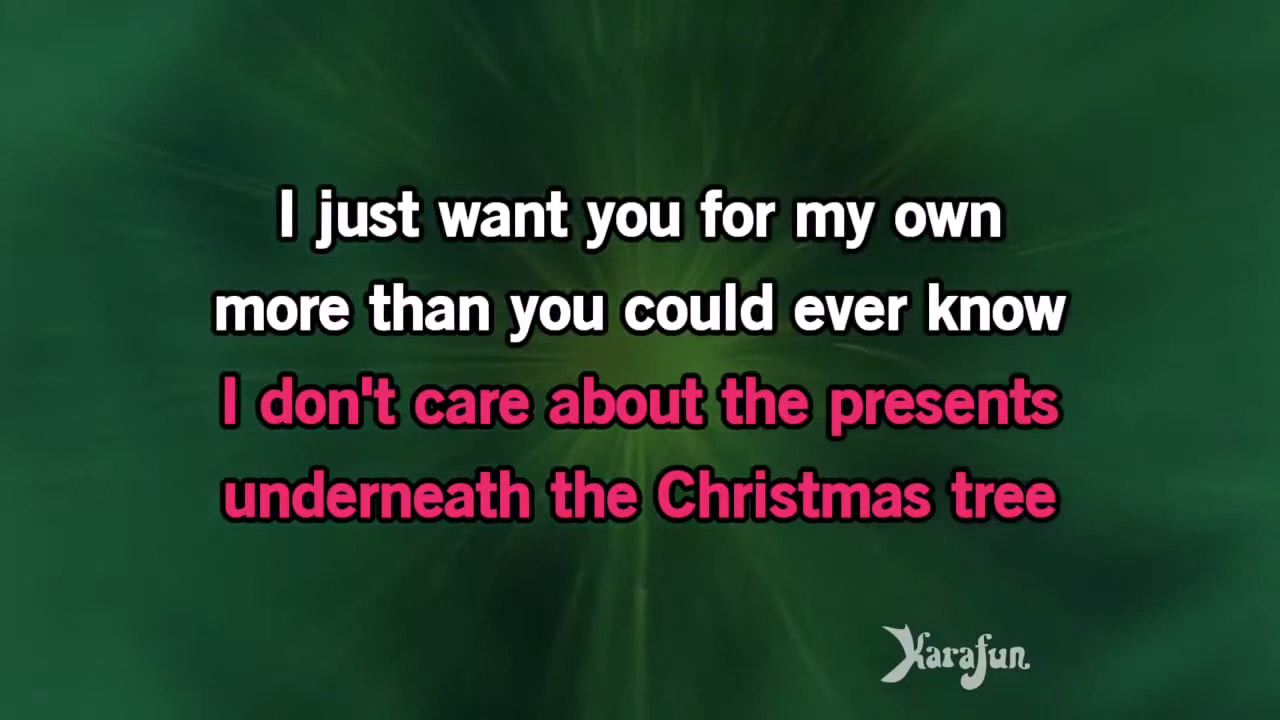 I just want you for my own
more than you could ever know
I don't care about the presents
underneath the Christmas tree
Karafun